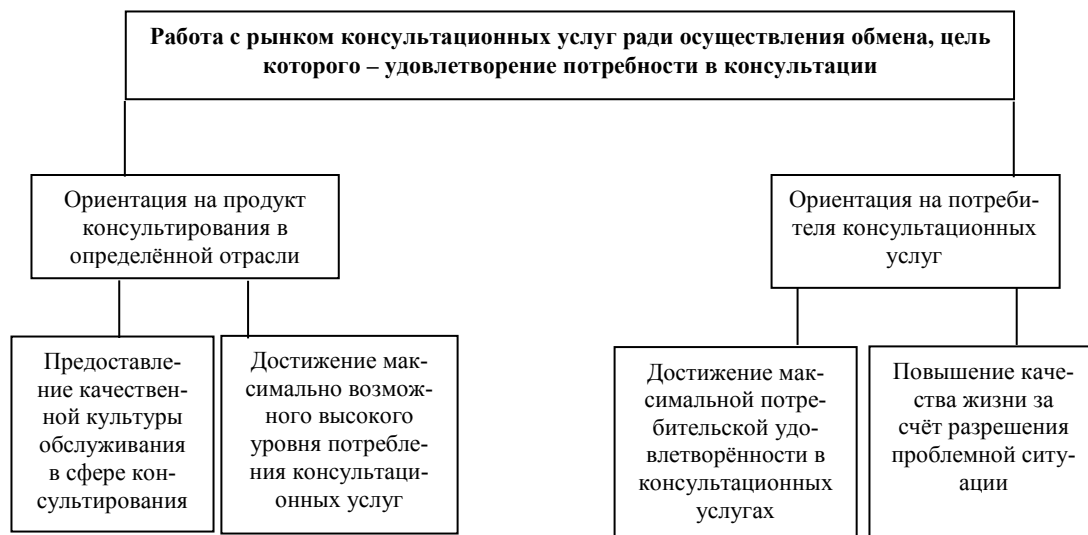 Работа с рынком консультационных услуг ради осуществления обмена, цель
которого – удовлетворение потребности в консультации
Ориентация на продукт
консультирования в
определённой отрасли
Ориентация на потреби-
теля консультационных
услуг
Предоставле-
ние качествен-
ной культуры
обслуживания
в сфере кон-
сультирования
Достижение мак-
симально возмож-
ного высокого
уровня потребле-
ния консультаци-
онных услуг
Достижение мак-
симальной потре-
бительской удо-
влетворённости в
консультационных
услугах
Повышение каче-
ства жизни за
счёт разрешения
проблемной ситу-
ации